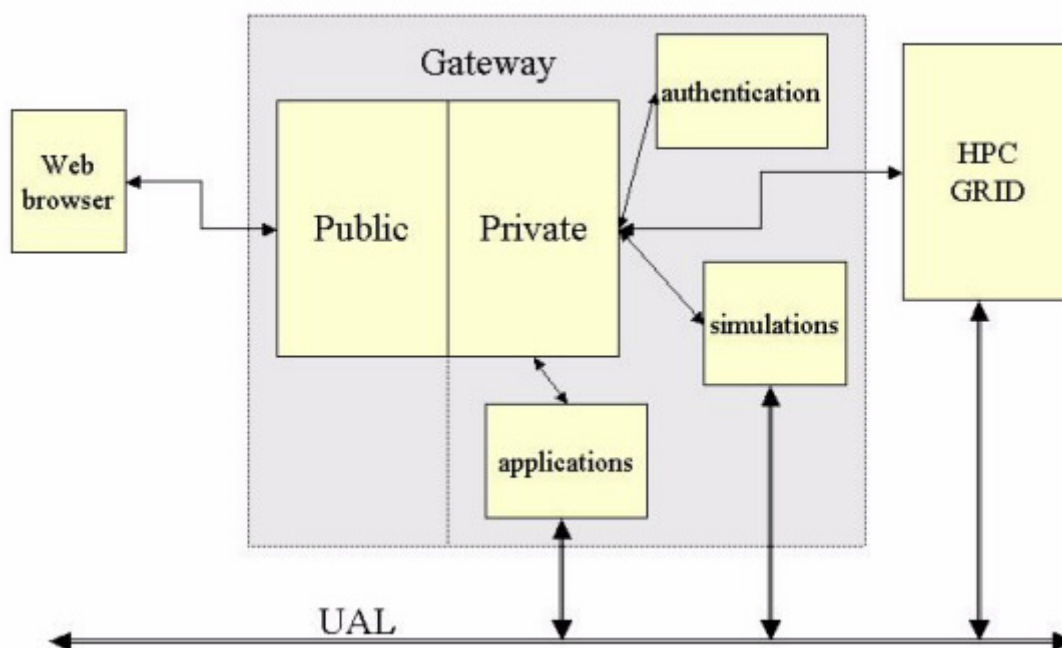 Gateway
authentication
Web
browser
HPC
GRID
Public
Private
simulations
applications
UAL